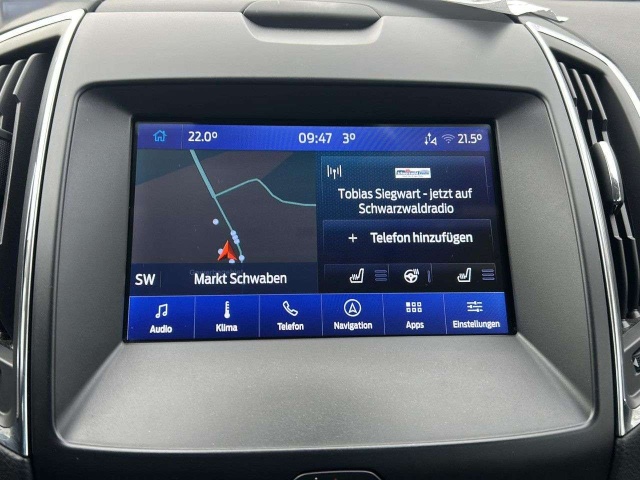 22.0° 09:47 3° 21.5°
Tobias Siegwart - jetzt auf
Schwarzwaldradio
+ Telefon hinzufügen
SW Markt Schwaben
Audio Klima Telefon Navigation Apps Einstellungen